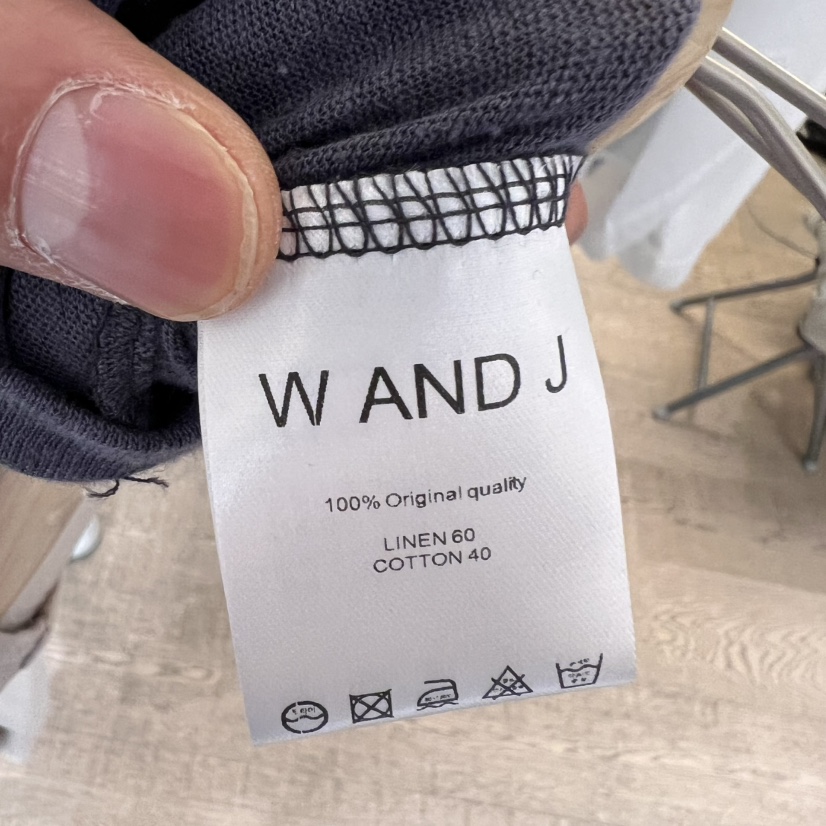 W AND J
100% Original quality
LINEN 60
COTTON 40